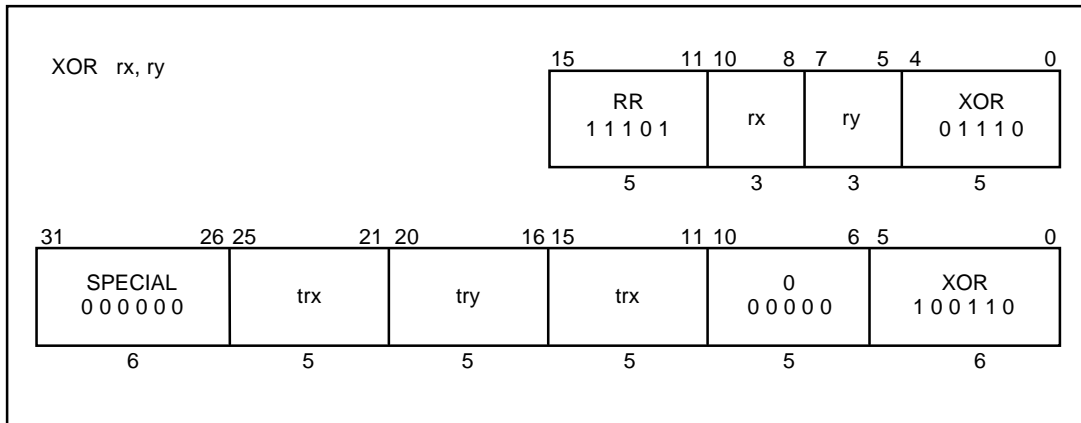 XOR rx, ry
15 11 10 8 7 5 4 0
RR rx ry XOR
1 1 1 0 1 0 1 1 1 0
5 3 3 5
31 26 25 21 20 16 15 11 10 6 5 0
SPECIAL trx try trx 0 XOR
0 0 0 0 0 0 0 0 0 0 0 1 0 0 1 1 0
6 5 5 5 5 6